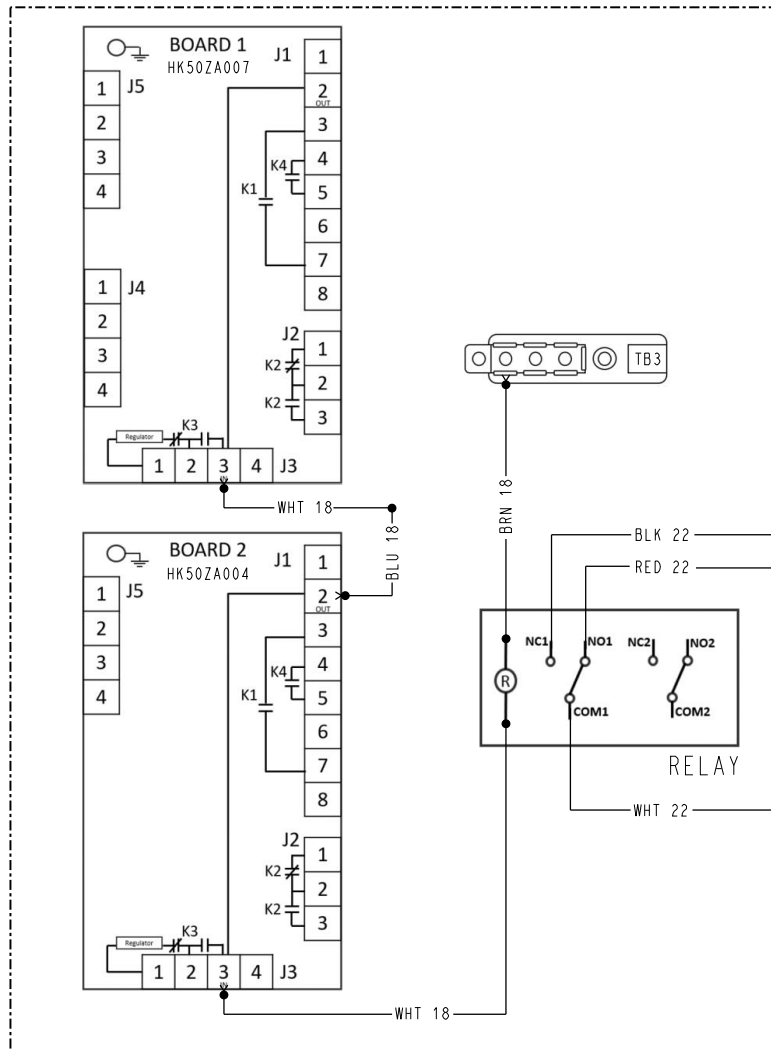 BOARD 1
HK50ZA007
J1
1
2
OUT
3
4
5
6
7
8
J5
1
2
3
4
K4
K1
J4
1
2
3
4
J2
1
2
3
K2
K2
K3
Regulator
1
2
3
IN
4
J3
WHT 18
BLU 18
BOARD 2
HK50ZA004
J1
1
2
OUT
3
4
5
6
7
8
J5
1
2
3
4
K4
K1
J2
1
2
3
K2
K2
K3
Regulator
1
2
3
IN
4
J3
WHT 18
TB3
BRN 18
BLK 22
RED 22
NC1
NO1
NC2
NO2
R
COM1
COM2
RELAY
WHT 22